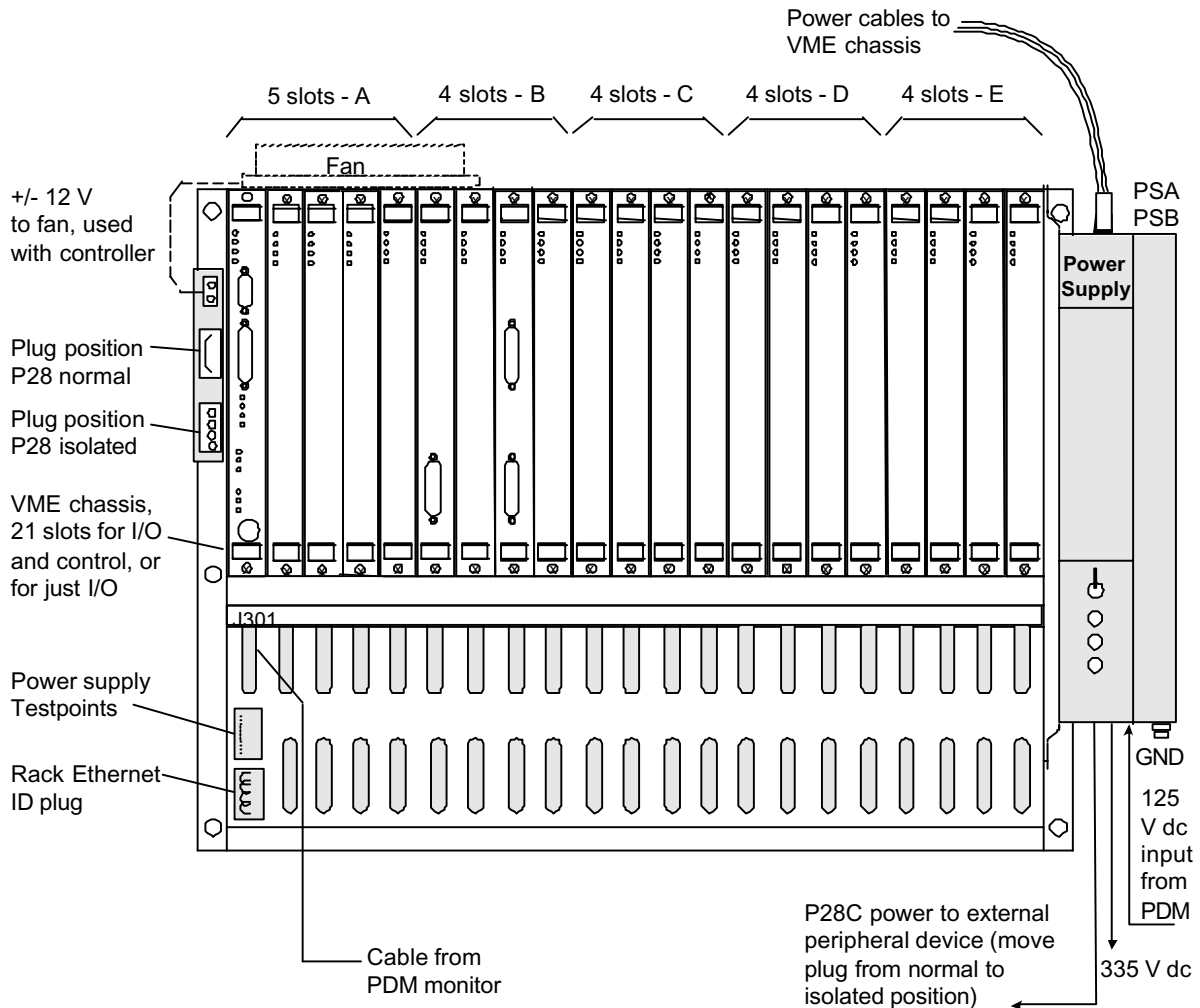 Power cables to
VME chassis
5 slots - A
4 slots - B
4 slots - C
4 slots - D
4 slots - E
Fan
+/- 12 V
to fan, used
with controller
PSA
PSB
Power
Supply
Plug position
P28 normal
Plug position
P28 isolated
VME chassis,
21 slots for I/O
and control, or
for just I/O
J301
Power supply
Testpoints
Rack Ethernet
ID plug
GND
125
V dc
input
from
PDM
Cable from
PDM monitor
P28C power to external
peripheral device (move
plug from normal to
isolated position)
335 V dc